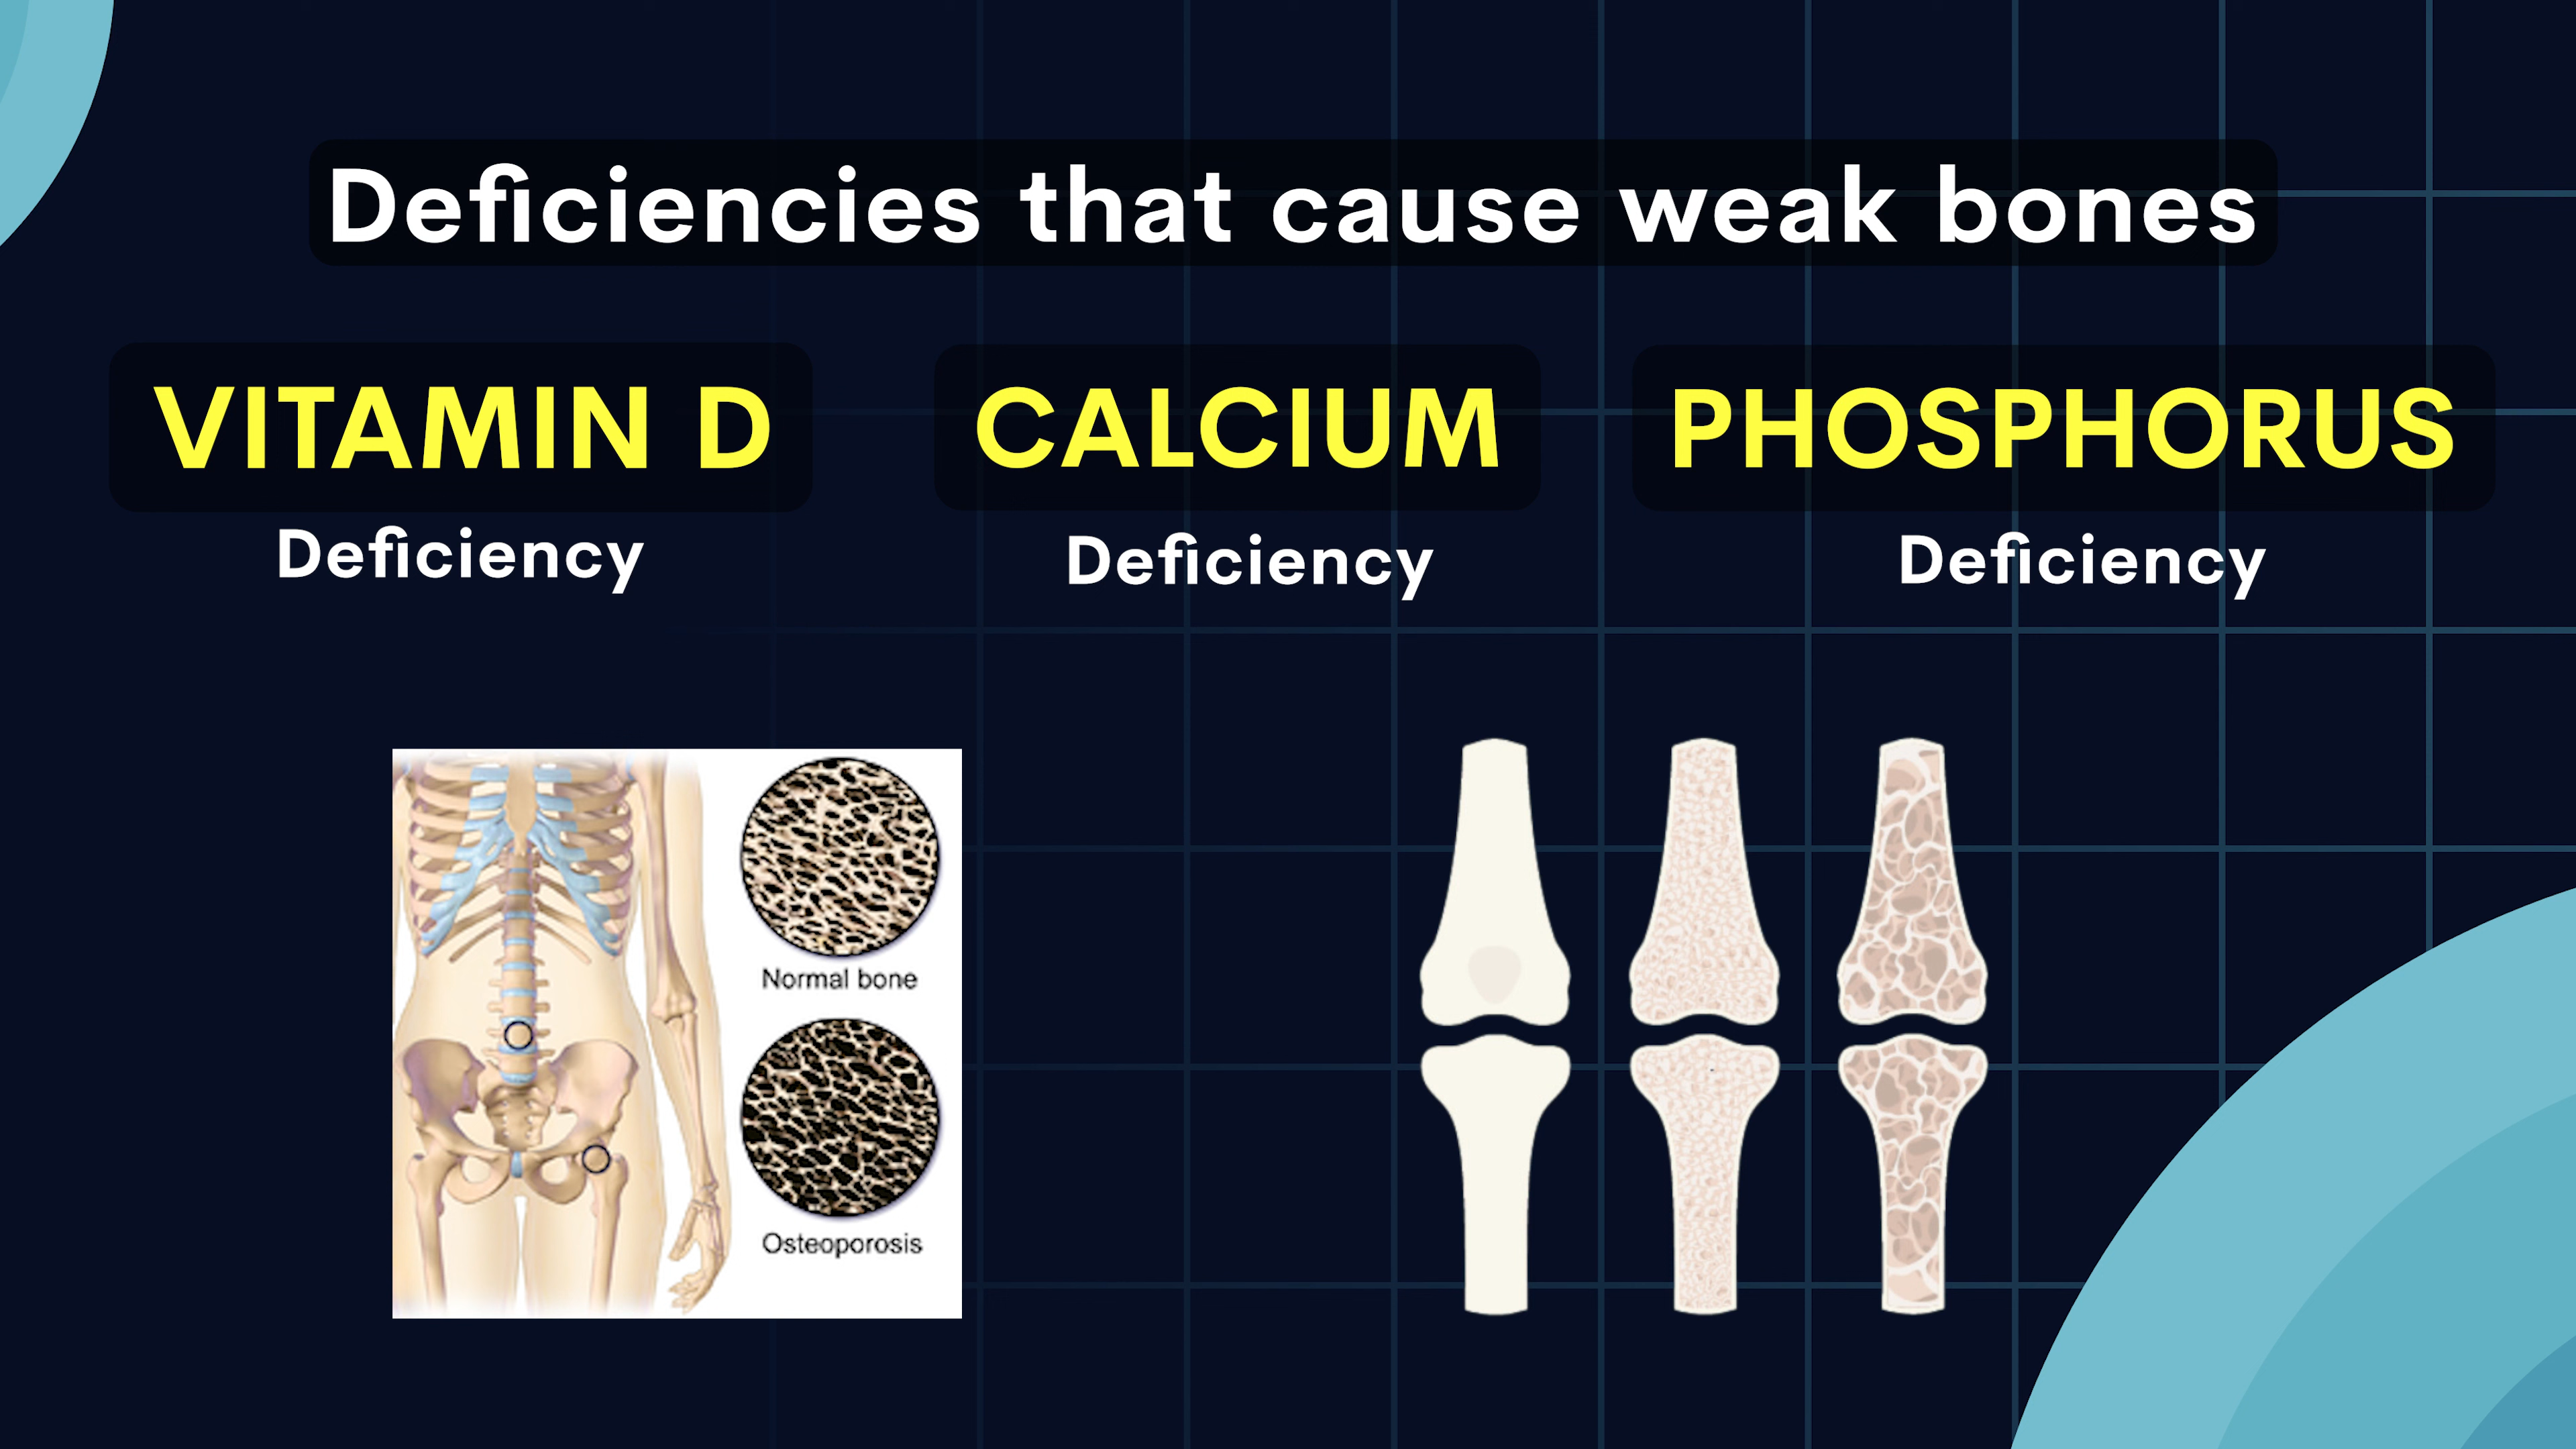 Deficiencies that cause weak bones
VITAMIN D
Deficiency
CALCIUM
Deficiency
PHOSPHORUS
Deficiency
Normal bone
Osteoporosis